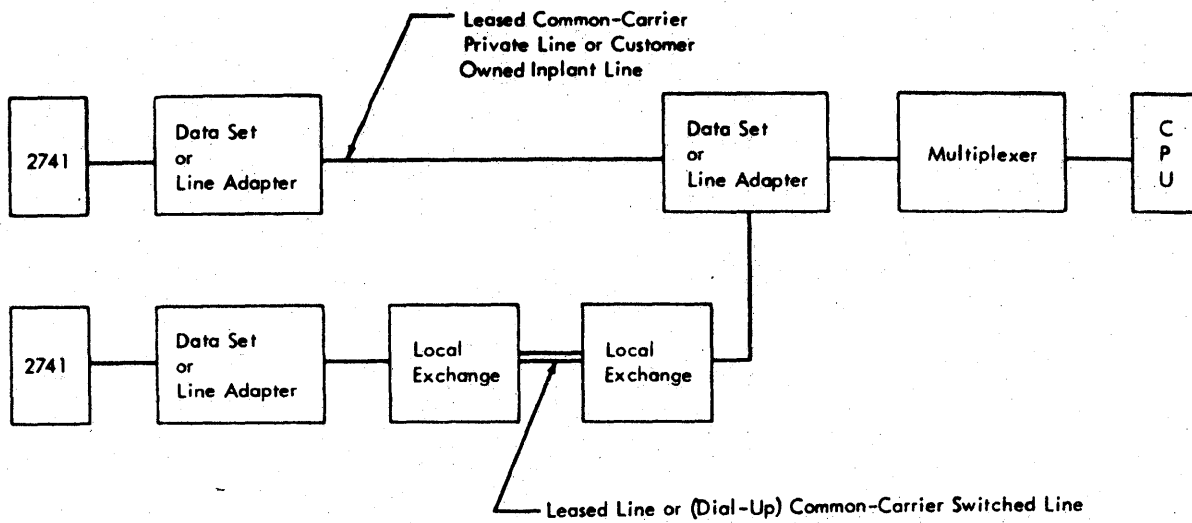 Leased Common-Carrier
Private Line or Customer
Owned Inplant Line
2741
Data Set
or
Line Adapter
Data Set
or
Line Adapter
Multiplexer
C
P
U
2741
Data Set
or
Line Adapter
Local
Exchange
Local
Exchange
Leased Line or (Dial-Up) Common-Carrier Switched Line